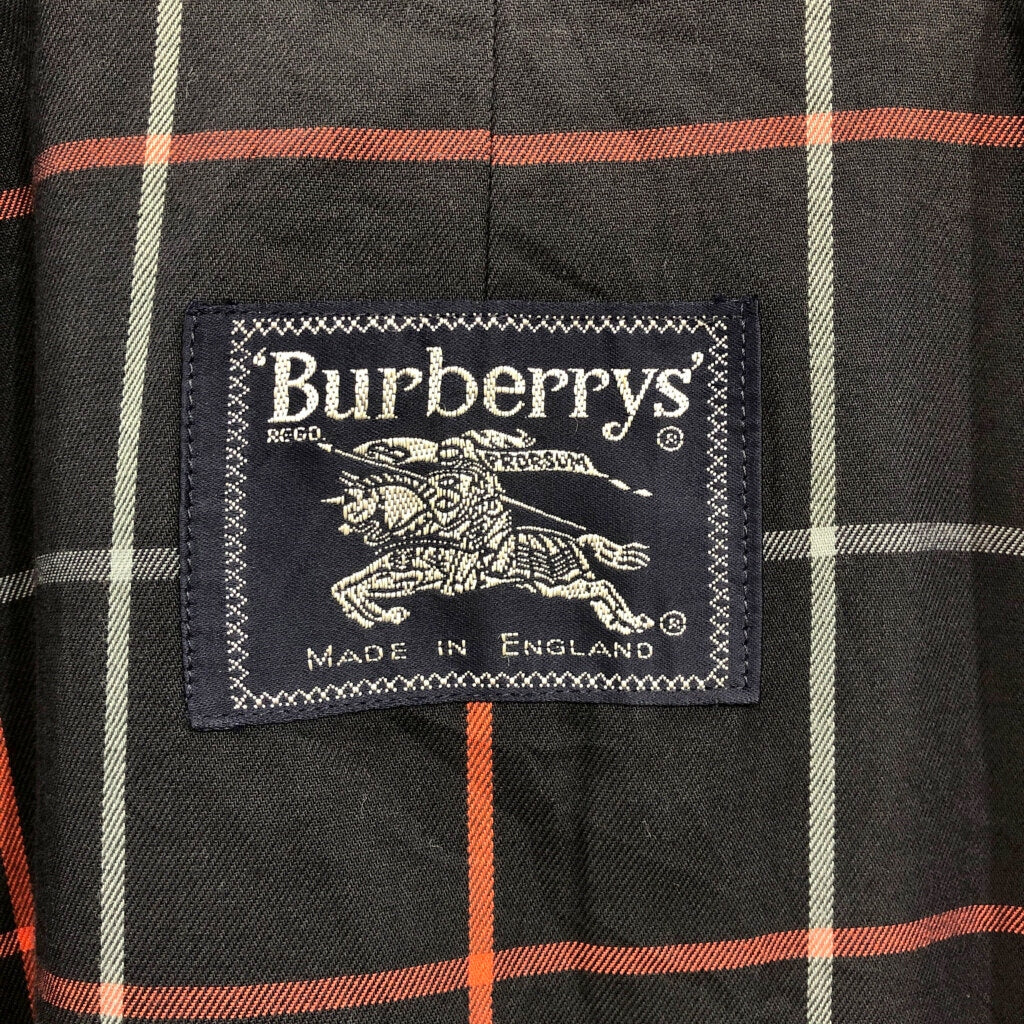 'Burberrys'
REGD. ®
PRORSUM
®
MADE IN ENGLAND